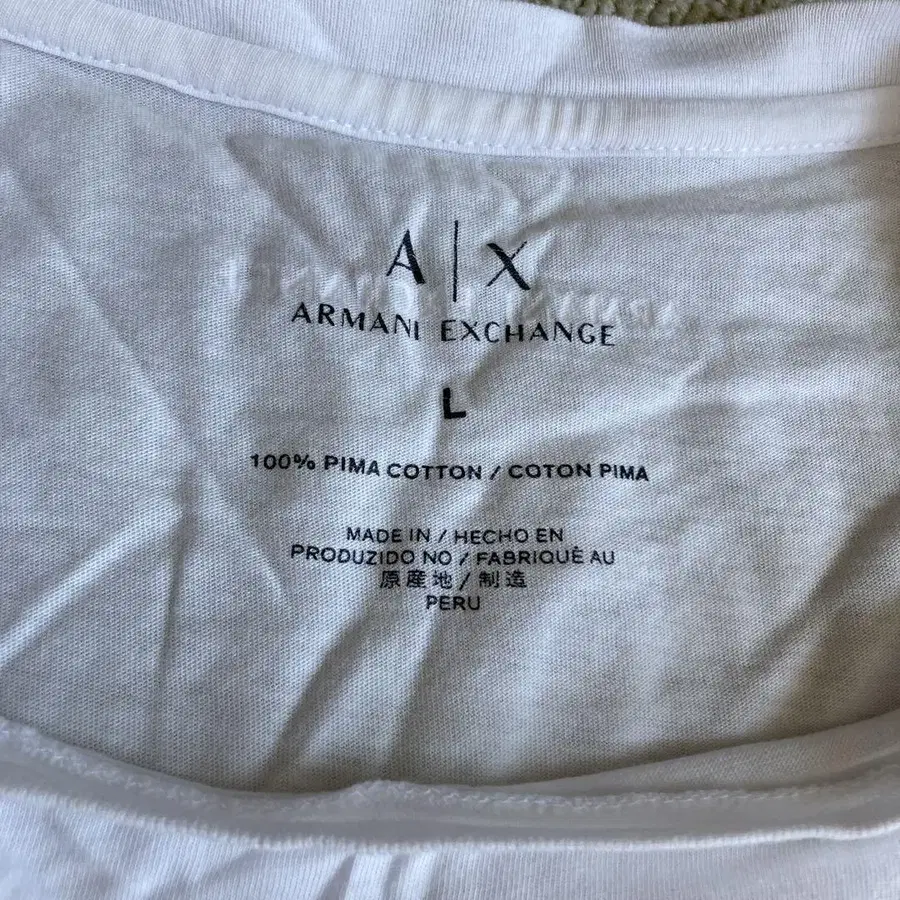 A|X
ARMANI EXCHANGE
L
100% PIMA COTTON / COTON PIMA
MADE IN / HECHO EN
PRODUZIDO NO / FABRIQUÉ AU
原産地 / 制造
PERU